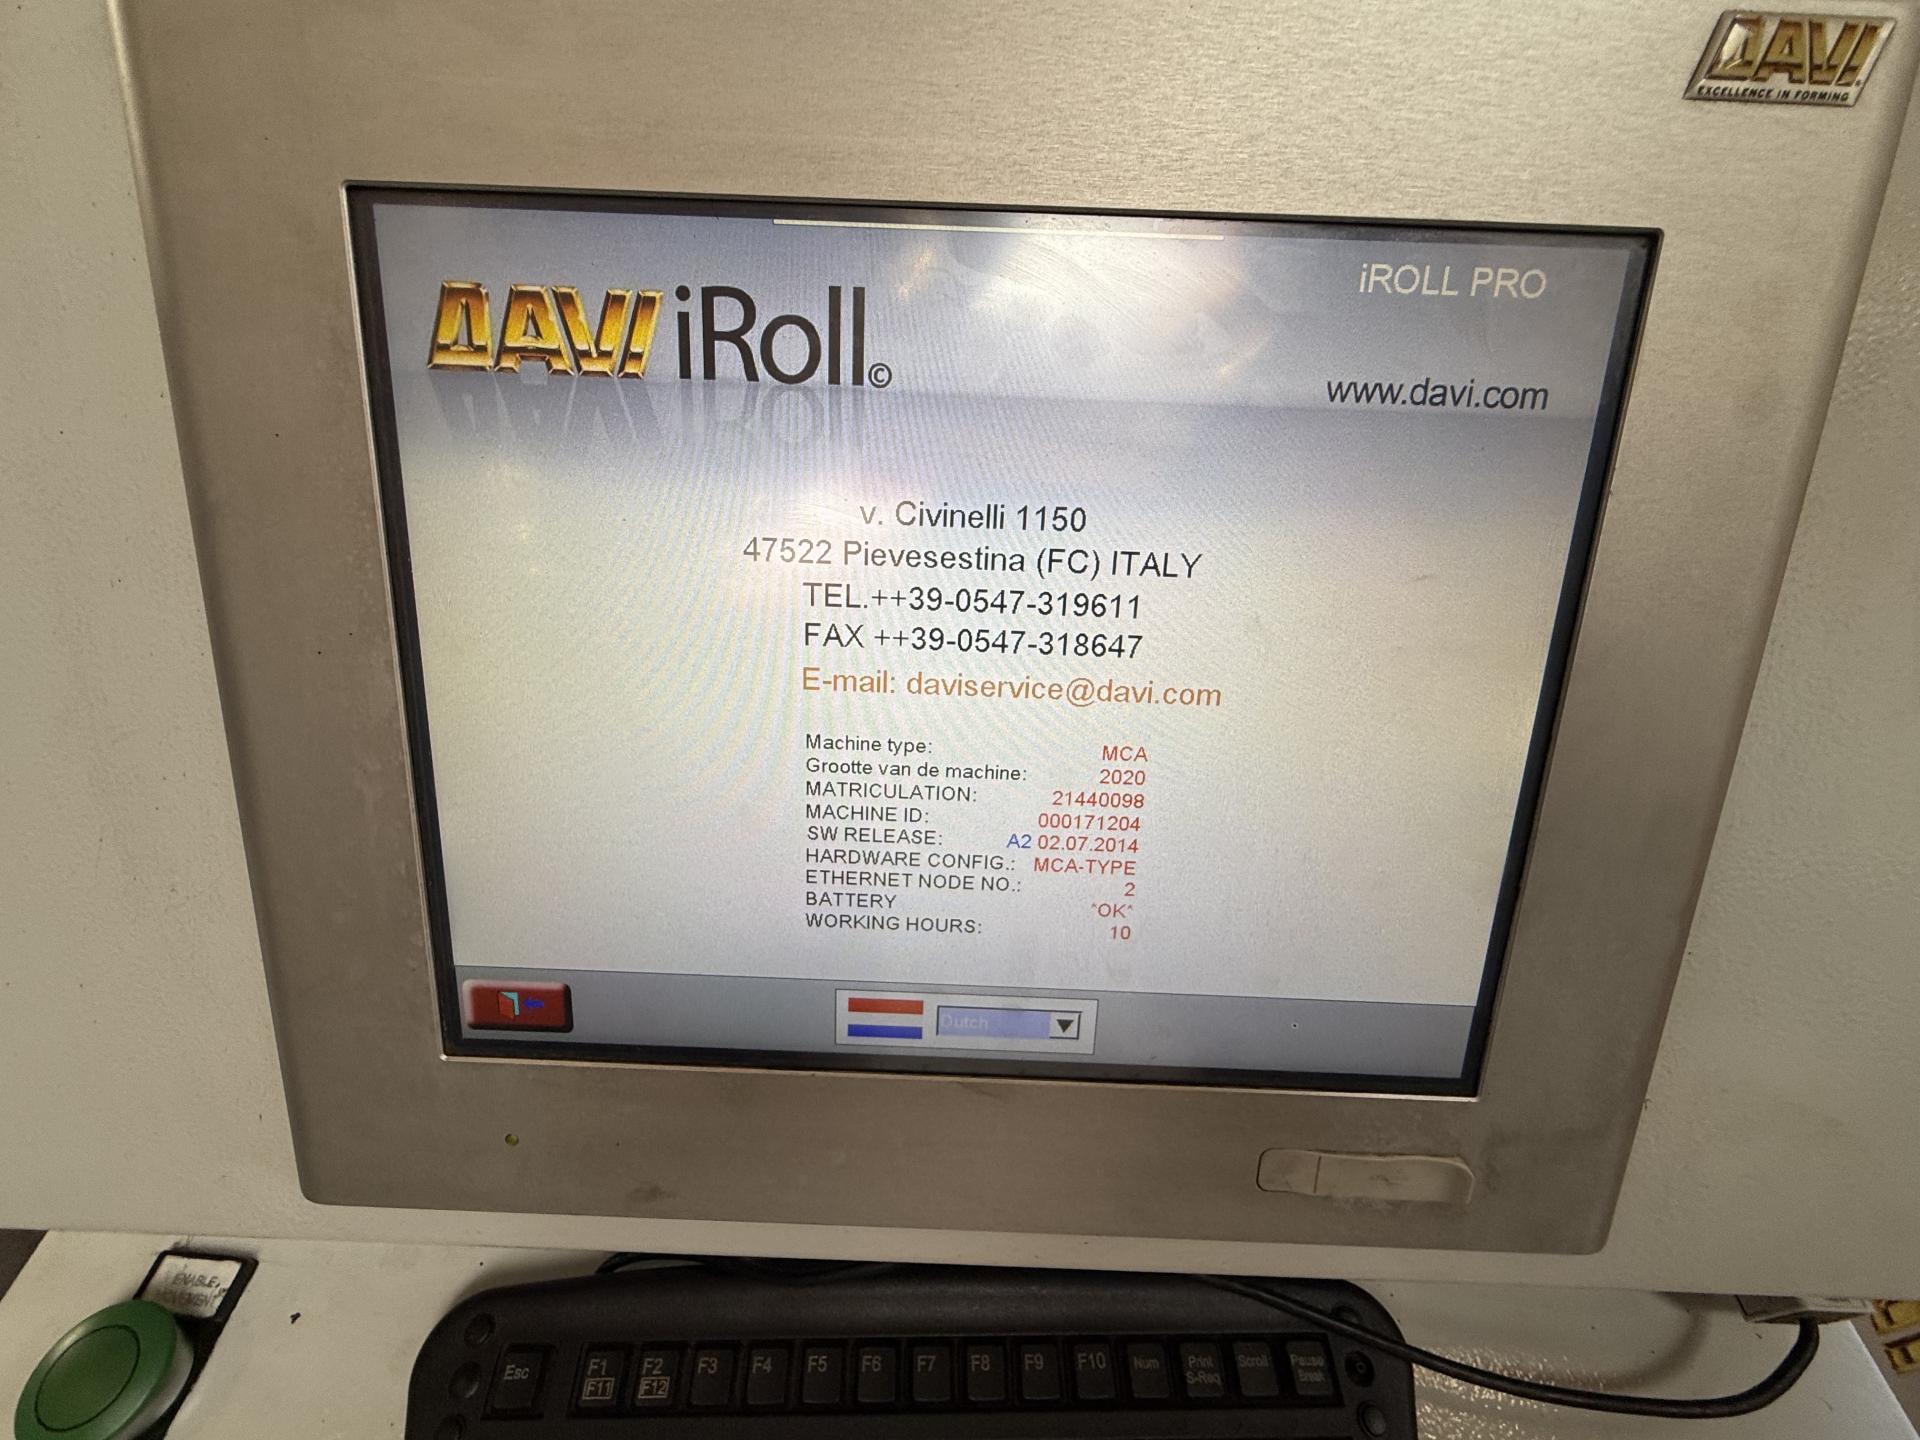 DAVI
EXCELLENCE IN FORMING
DAVI iRoll©
iROLL PRO
www.davi.com
v. Civinelli 1150
47522 Pievesestina (FC) ITALY
TEL.++39-0547-319611
FAX ++39-0547-318647
E-mail: daviservice@davi.com
Machine type: MCA
Grootte van de machine: 2020
MATRICULATION: 21440098
MACHINE ID: 000171204
SW RELEASE: A2 02.07.2014
HARDWARE CONFIG.: MCA-TYPE
ETHERNET NODE NO.: 2
BATTERY *OK*
WORKING HOURS: 10
Dutch
ENABLE
MOVEMENT
Esc F1 F2 F3 F4 F5 F6 F7 F8 F9 F10 Num Print Scroll Pause
F11 F12 S-Req Break